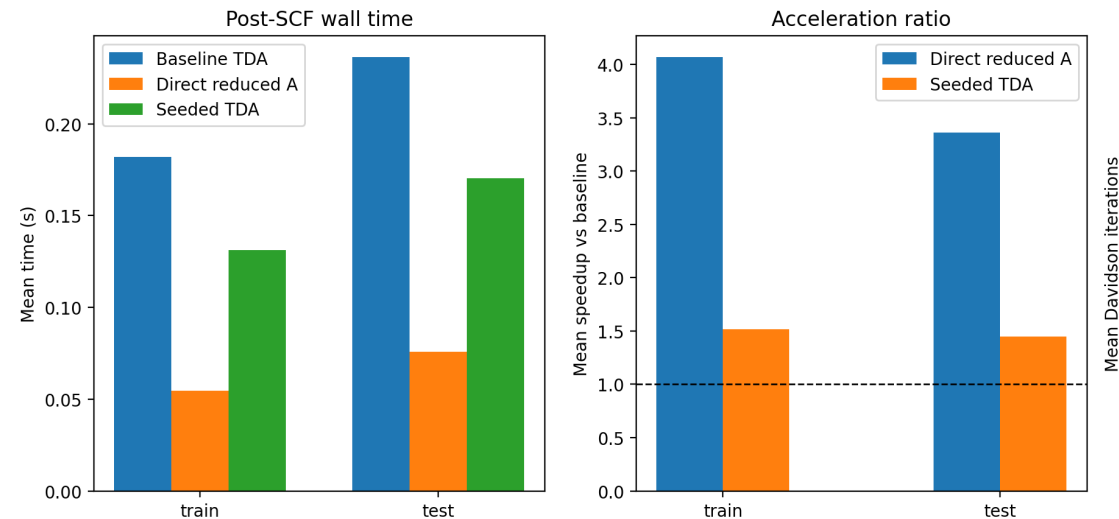 Post-SCF wall time
Baseline TDA
Direct reduced A
Seeded TDA
Mean time (s)
0.20
0.15
0.10
0.05
0.00
train
test
Acceleration ratio
Direct reduced A
Seeded TDA
Mean speedup vs baseline
4.0
3.5
3.0
2.5
2.0
1.5
1.0
0.5
0.0
train
test
Mean Davidson iterations